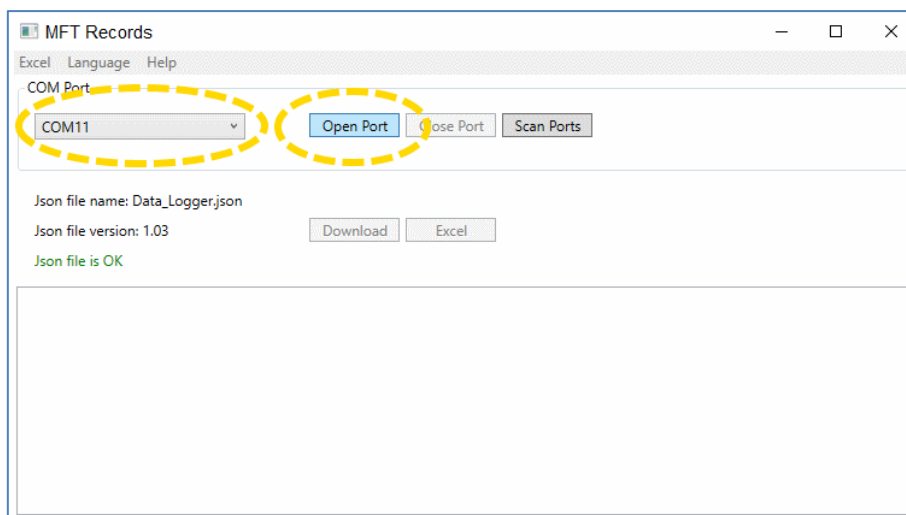 MFT Records
Excel Language Help
COM Port
COM11 Open Port Close Port Scan Ports
Json file name: Data_Logger.json
Json file version: 1.03 Download Excel
Json file is OK